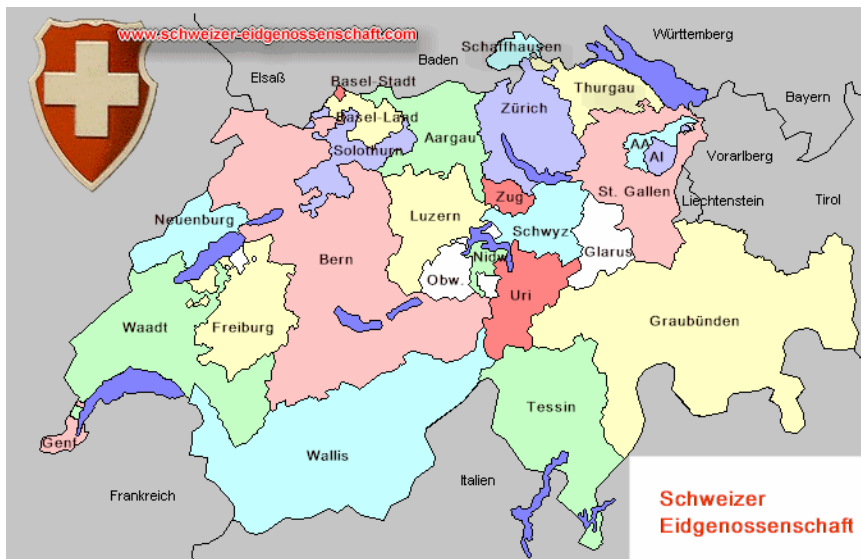 www.schweizer-eidgenossenschaft.com
Württemberg
Schaffhausen
Baden
Elsaß
Basel-Stadt
Thurgau
Bayern
Zürich
Basel-Land
Aargau
Solothurn
AA
AI
Vorarlberg
St. Gallen
Zug
Liechtenstein
Tirol
Neuenburg
Luzern
Schwyz
Glarus
Bern
Nidw.
Obw.
Uri
Graubünden
Waadt
Freiburg
Tessin
Genf
Wallis
Italien
Frankreich
Schweizer
Eidgenossenschaft